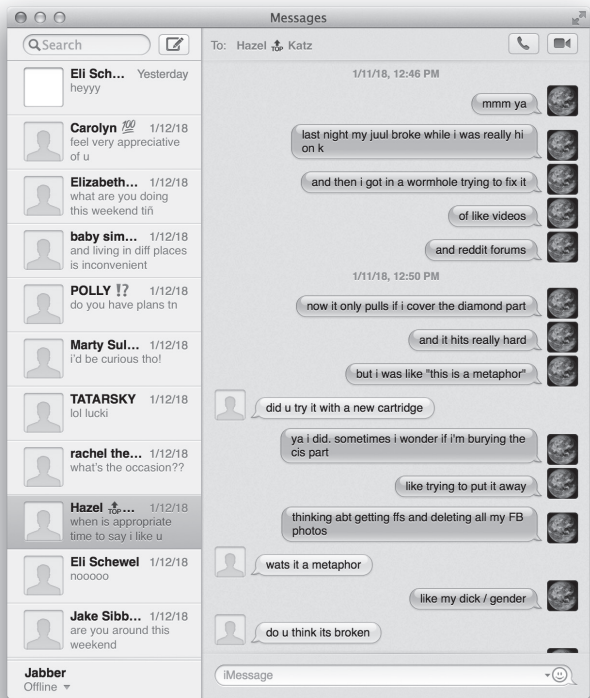 Messages
Search
To: Hazel 🔝 Katz
Eli Sch... Yesterday
heyyy
Carolyn 💯 1/12/18
feel very appreciative
of u
Elizabeth... 1/12/18
what are you doing
this weekend tiñ
baby sim... 1/12/18
and living in diff places
is inconvenient
POLLY ⁉️ 1/12/18
do you have plans tn
Marty Sul... 1/12/18
i'd be curious tho!
TATARSKY 1/12/18
lol lucki
rachel the... 1/12/18
what's the occasion??
Hazel 🔝... 1/12/18
when is appropriate
time to say i like u
Eli Schewel 1/12/18
nooooo
Jake Sibb... 1/12/18
are you around this
weekend
Jabber
Offline
1/11/18, 12:46 PM
mmm ya
last night my juul broke while i was really hi
on k
and then i got in a wormhole trying to fix it
of like videos
and reddit forums
1/11/18, 12:50 PM
now it only pulls if i cover the diamond part
and it hits really hard
but i was like "this is a metaphor"
did u try it with a new cartridge
ya i did. sometimes i wonder if i'm burying the
cis part
like trying to put it away
thinking abt getting ffs and deleting all my FB
photos
wats it a metaphor
like my dick / gender
do u think its broken
iMessage